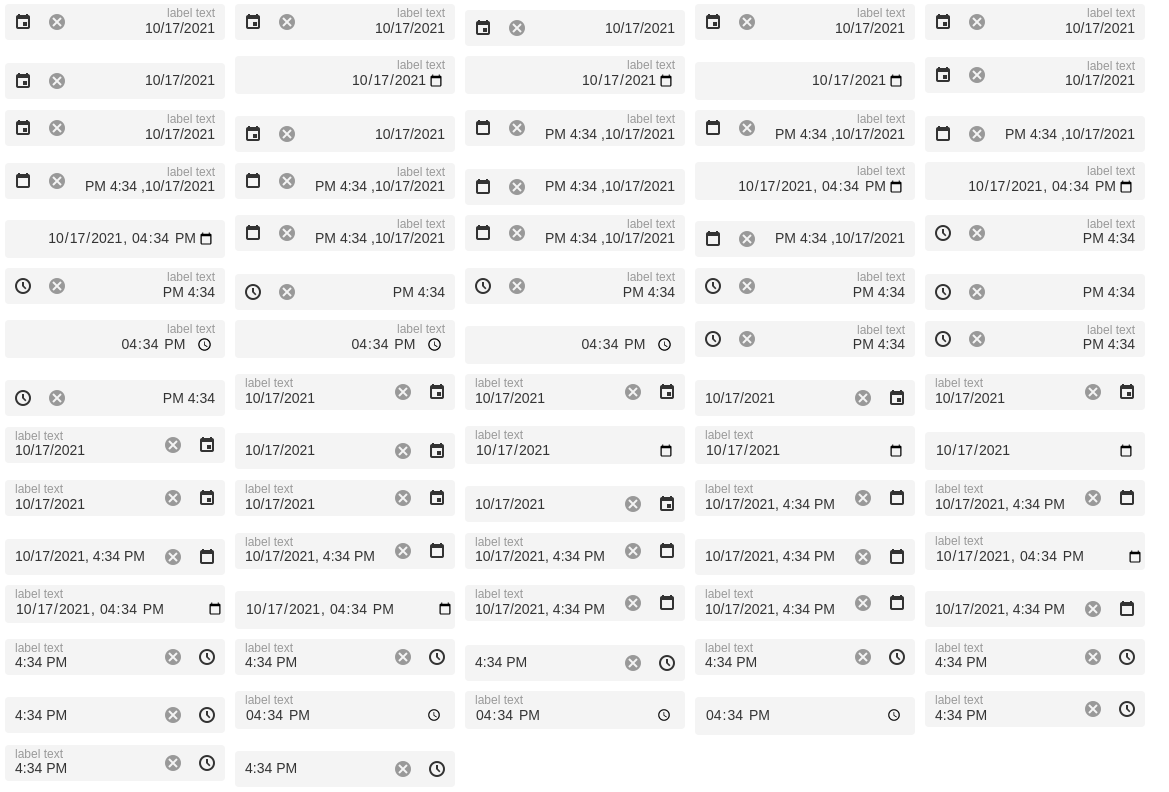 label text
10/17/2021
label text
10/17/2021
10/17/2021
label text
10/17/2021
label text
10/17/2021
10/17/2021
label text
10/17/2021
label text
10/17/2021
10/17/2021
label text
10/17/2021
label text
10/17/2021
10/17/2021
label text
PM 4:34 ,10/17/2021
label text
PM 4:34 ,10/17/2021
PM 4:34 ,10/17/2021
label text
PM 4:34 ,10/17/2021
label text
PM 4:34 ,10/17/2021
PM 4:34 ,10/17/2021
label text
10/17/2021, 04:34 PM
label text
10/17/2021, 04:34 PM
10/17/2021, 04:34 PM
label text
PM 4:34 ,10/17/2021
label text
PM 4:34 ,10/17/2021
PM 4:34 ,10/17/2021
label text
PM 4:34
label text
PM 4:34
PM 4:34
label text
PM 4:34
label text
PM 4:34
PM 4:34
label text
04:34 PM
label text
04:34 PM
04:34 PM
label text
PM 4:34
label text
PM 4:34
PM 4:34
label text
10/17/2021
label text
10/17/2021
10/17/2021
label text
10/17/2021
label text
10/17/2021
10/17/2021
label text
10/17/2021
label text
10/17/2021
10/17/2021
label text
10/17/2021
label text
10/17/2021
10/17/2021
label text
10/17/2021, 4:34 PM
label text
10/17/2021, 4:34 PM
10/17/2021, 4:34 PM
label text
10/17/2021, 4:34 PM
label text
10/17/2021, 4:34 PM
10/17/2021, 4:34 PM
label text
10/17/2021, 04:34 PM
label text
10/17/2021, 04:34 PM
10/17/2021, 04:34 PM
label text
10/17/2021, 4:34 PM
label text
10/17/2021, 4:34 PM
10/17/2021, 4:34 PM
label text
4:34 PM
label text
4:34 PM
4:34 PM
label text
4:34 PM
label text
4:34 PM
4:34 PM
label text
04:34 PM
label text
04:34 PM
04:34 PM
label text
4:34 PM
label text
4:34 PM
4:34 PM